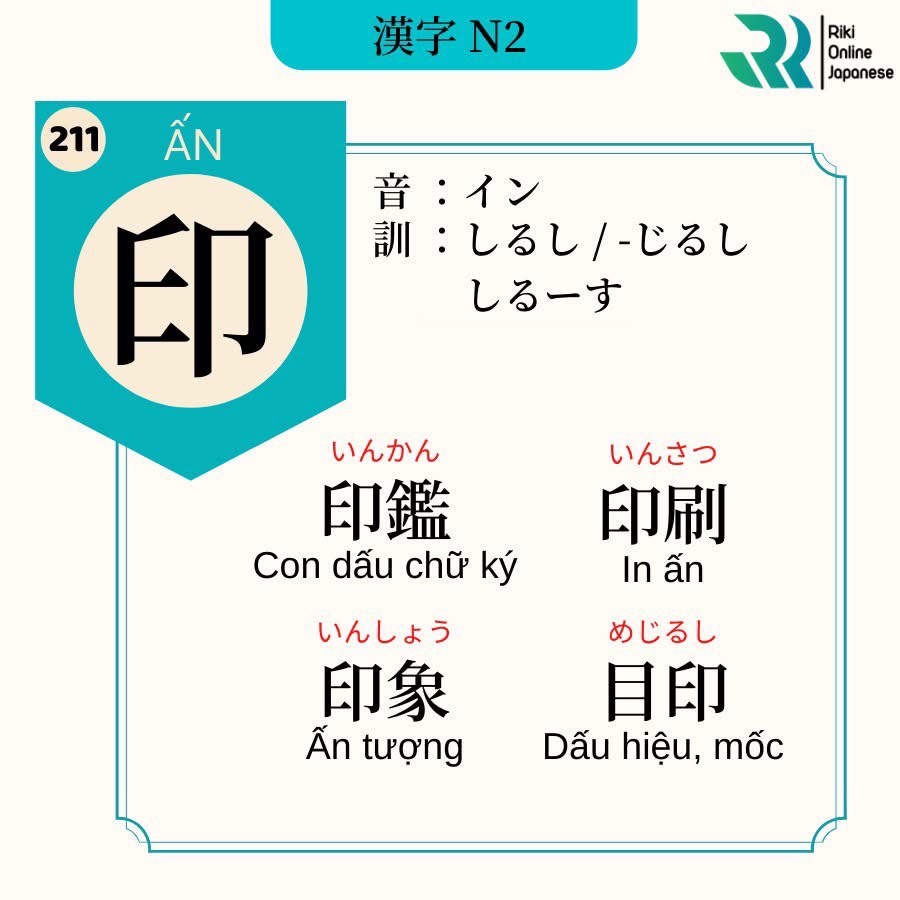 漢字 N2
Riki
Online
Japanese
211
ẤN
印
音 ：イン
訓 ：しるし / -じるし
しるーす
いんかん
印鑑
Con dấu chữ ký
いんさつ
印刷
In ấn
いんしょう
印象
Ấn tượng
めじるし
目印
Dấu hiệu, mốc